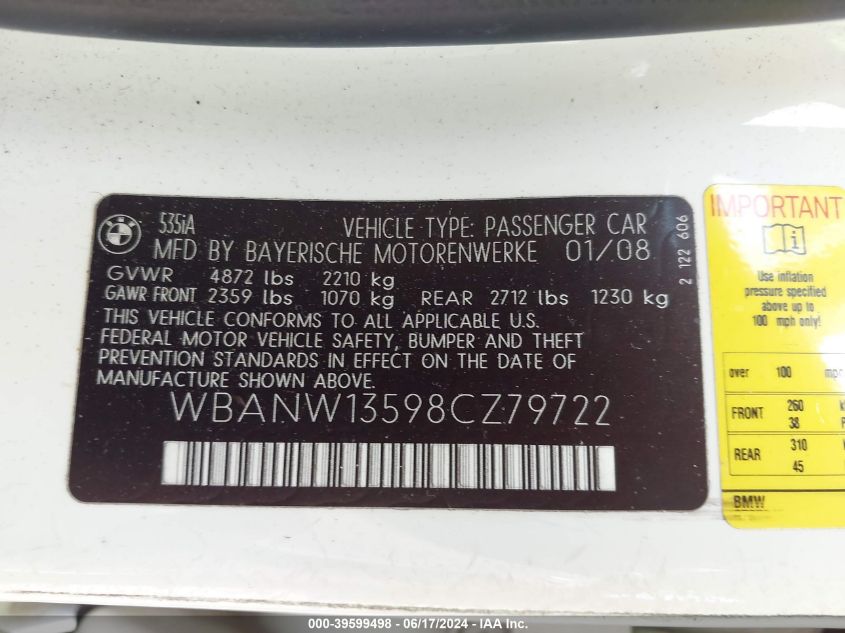 BMW
535iA
VEHICLE TYPE: PASSENGER CAR
MFD BY BAYERISCHE MOTORENWERKE 01/08
GVWR 4872 lbs 2210 kg
GAWR FRONT 2359 lbs 1070 kg REAR 2712 lbs 1230 kg
THIS VEHICLE CONFORMS TO ALL APPLICABLE U.S.
FEDERAL MOTOR VEHICLE SAFETY, BUMPER AND THEFT
PREVENTION STANDARDS IN EFFECT ON THE DATE OF
MANUFACTURE SHOWN ABOVE.
WBANW13598CZ79722
2 122 606
IMPORTANT
i
Use inflation
pressure specified
above up to
100 mph only!
over 100 mp
FRONT 260
38
REAR 310
45
BMW
000-39599498 - 06/17/2024 - IAA Inc.